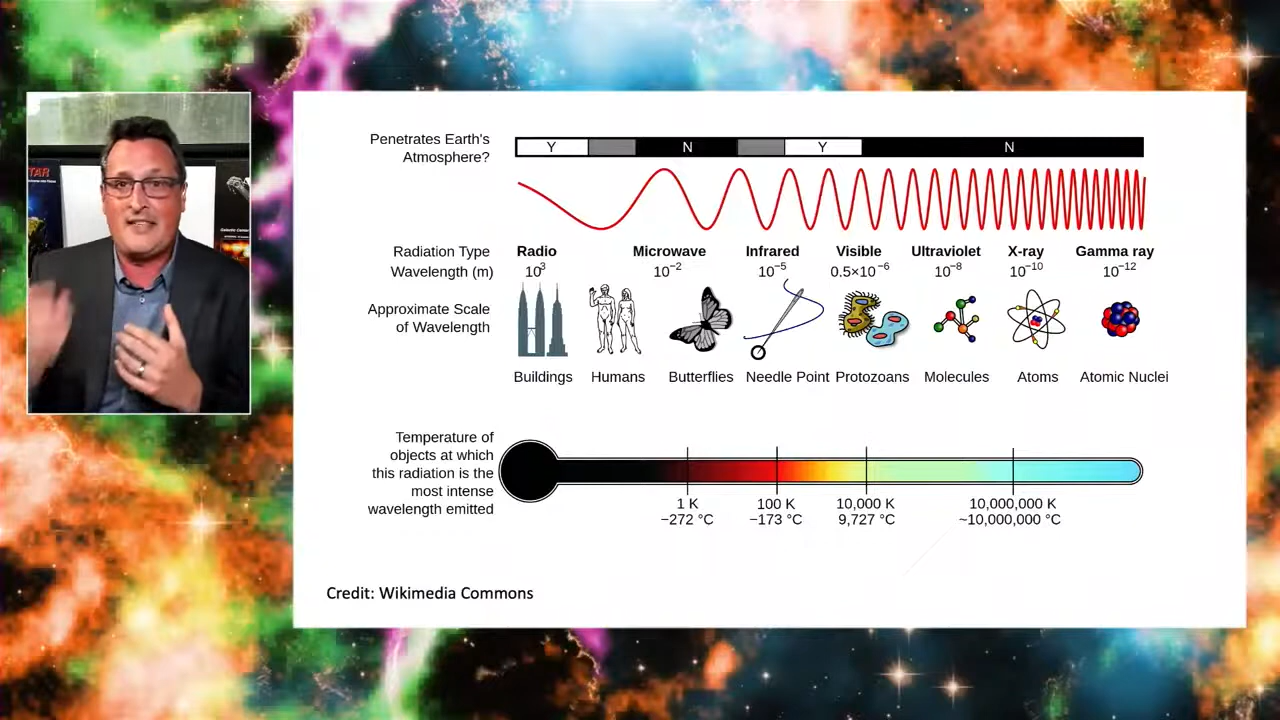 Penetrates Earth's
Atmosphere?
Y N Y N
Radiation Type Radio Microwave Infrared Visible Ultraviolet X-ray Gamma ray
Wavelength (m) 10³ 10⁻² 10⁻⁵ 0.5×10⁻⁶ 10⁻⁸ 10⁻¹⁰ 10⁻¹²
Approximate Scale
of Wavelength
Buildings Humans Butterflies Needle Point Protozoans Molecules Atoms Atomic Nuclei
Temperature of
objects at which
this radiation is the
most intense
wavelength emitted
1 K 100 K 10,000 K 10,000,000 K
−272 °C −173 °C 9,727 °C ~10,000,000 °C
Credit: Wikimedia Commons
TAR